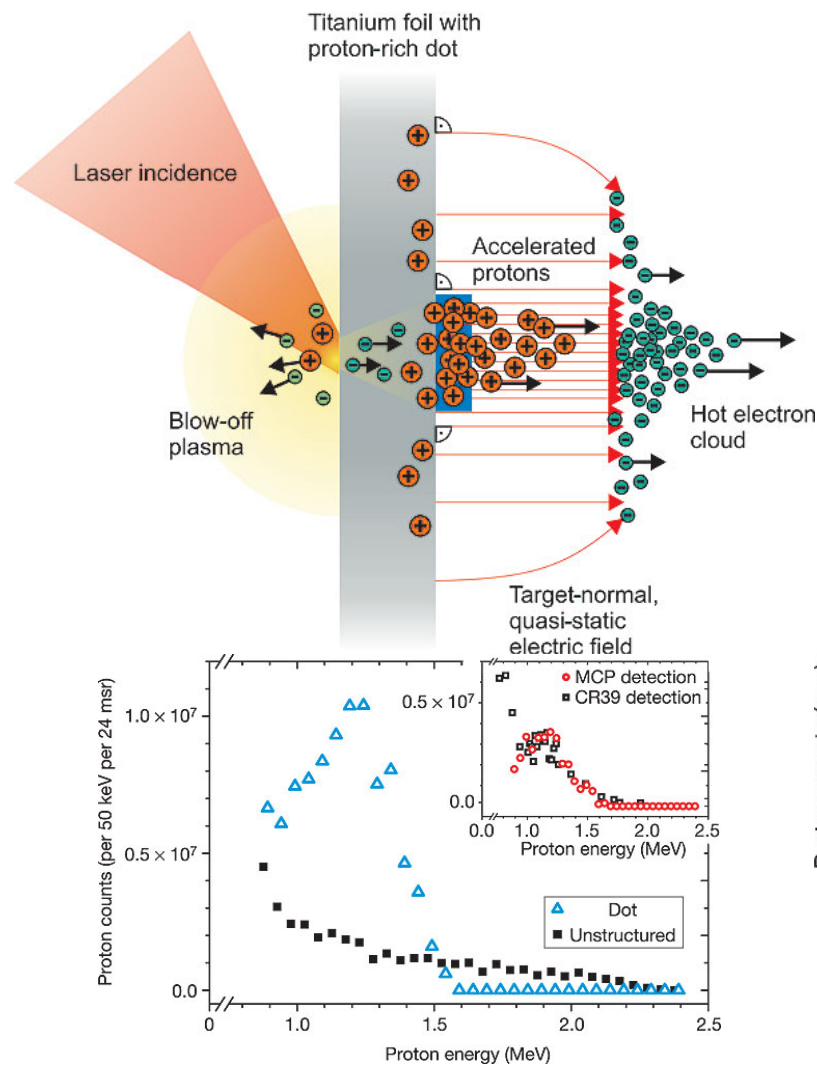 Titanium foil with
proton-rich dot
Laser incidence
Accelerated
protons
Blow-off
plasma
Hot electron
cloud
Target-normal,
quasi-static
electric field
Proton counts (per 50 keV per 24 msr)
1.0 × 10⁷
0.5 × 10⁷
0.0
0
1.0
1.5
2.0
2.5
Proton energy (MeV)
Dot
Unstructured
MCP detection
CR39 detection
0.5 × 10⁷
0.0
0.0
1.0
1.5
2.0
2.5
Proton energy (MeV)